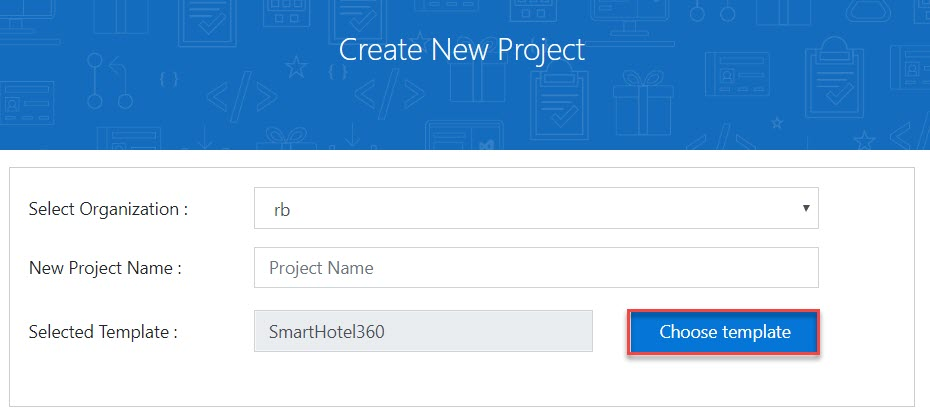 Create New Project
Select Organization :
rb
New Project Name :
Project Name
Selected Template :
SmartHotel360
Choose template